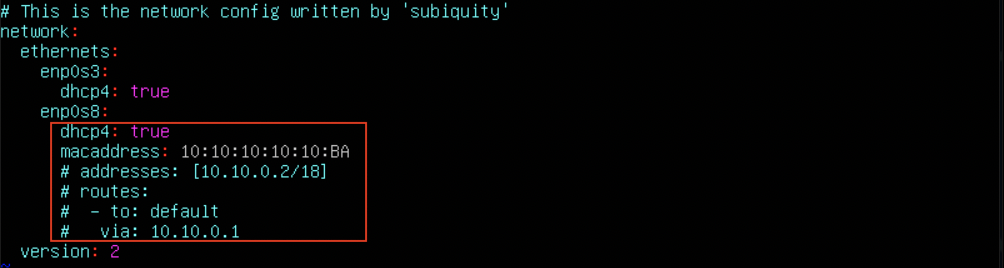 # This is the network config written by 'subiquity'
network:
  ethernets:
    enp0s3:
      dhcp4: true
    enp0s8:
      dhcp4: true
      macaddress: 10:10:10:10:10:BA
      # addresses: [10.10.0.2/18]
      # routes:
      #  - to: default
      #   via: 10.10.0.1
  version: 2
~